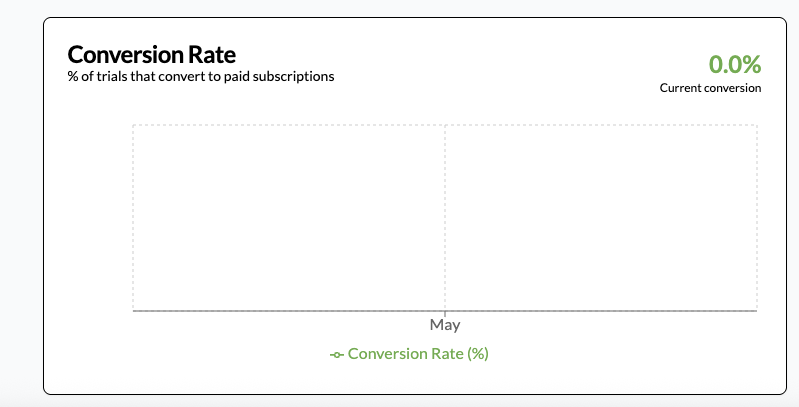 Conversion Rate
% of trials that convert to paid subscriptions
0.0%
Current conversion
May
Conversion Rate (%)